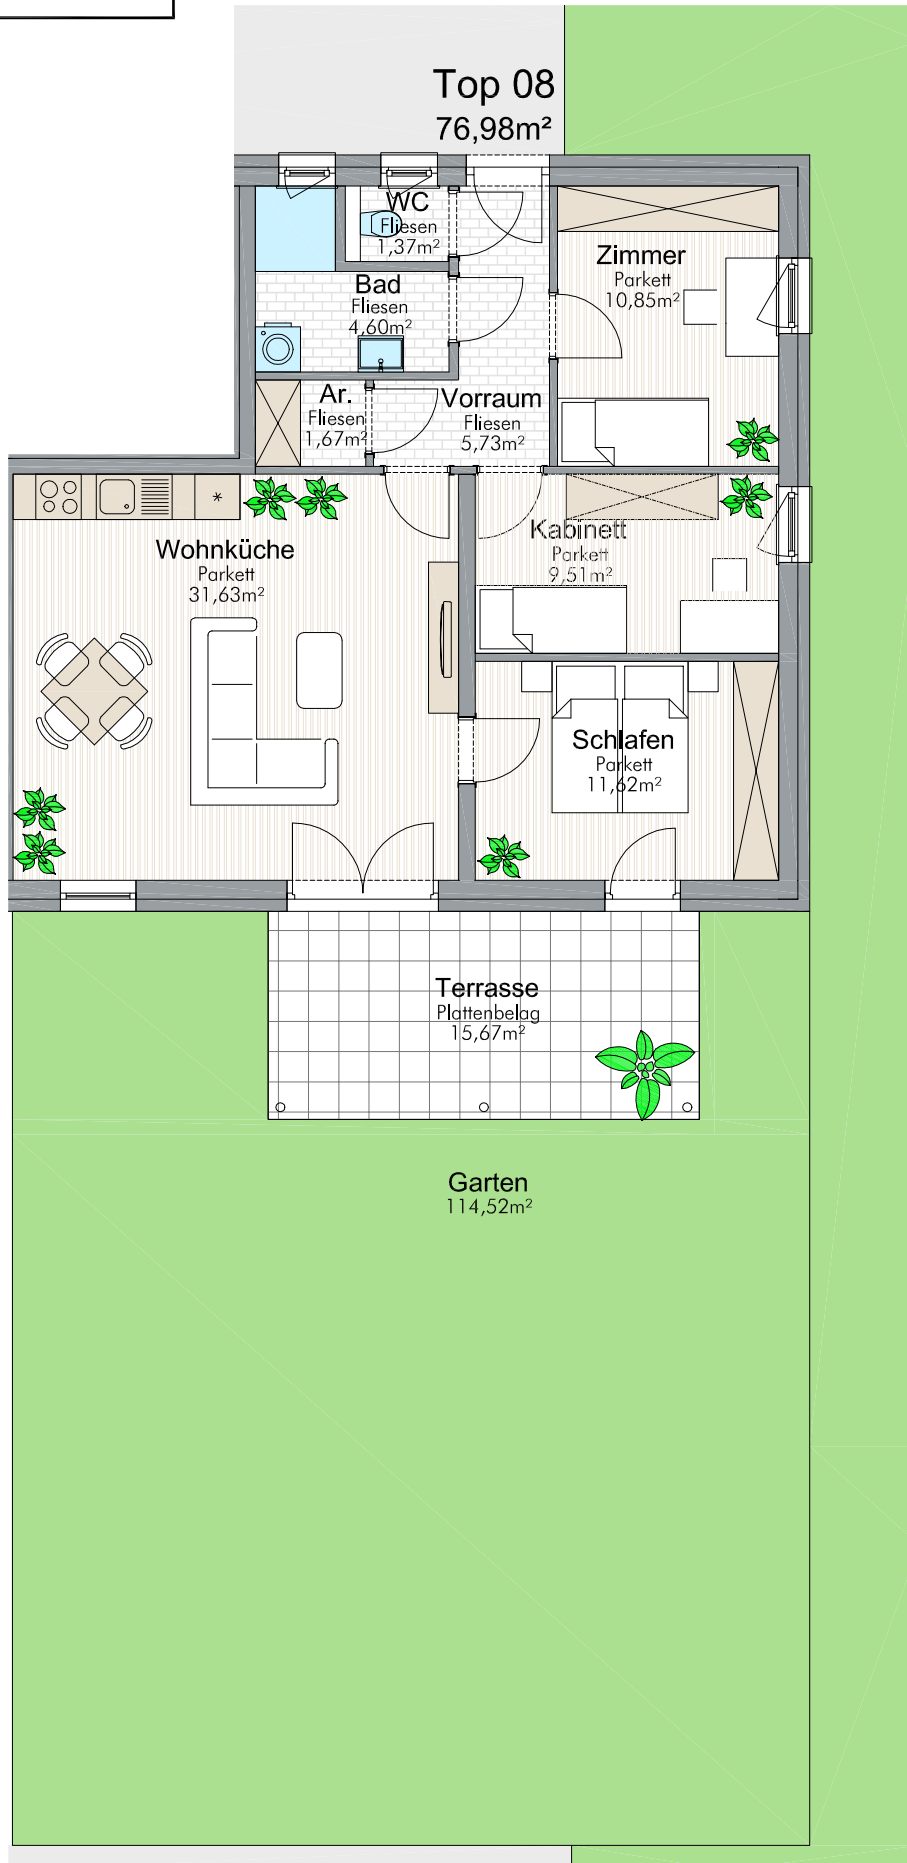 Top 08
76,98m²
WC
Fliesen
1,37m²
Zimmer
Parkett
10,85m²
Bad
Fliesen
4,60m²
Ar.
Fliesen
1,67m²
Vorraum
Fliesen
5,73m²
*
Kabinett
Parkett
9,51m²
Wohnküche
Parkett
31,63m²
Schlafen
Parkett
11,62m²
Terrasse
Plattenbelag
15,67m²
Garten
114,52m²